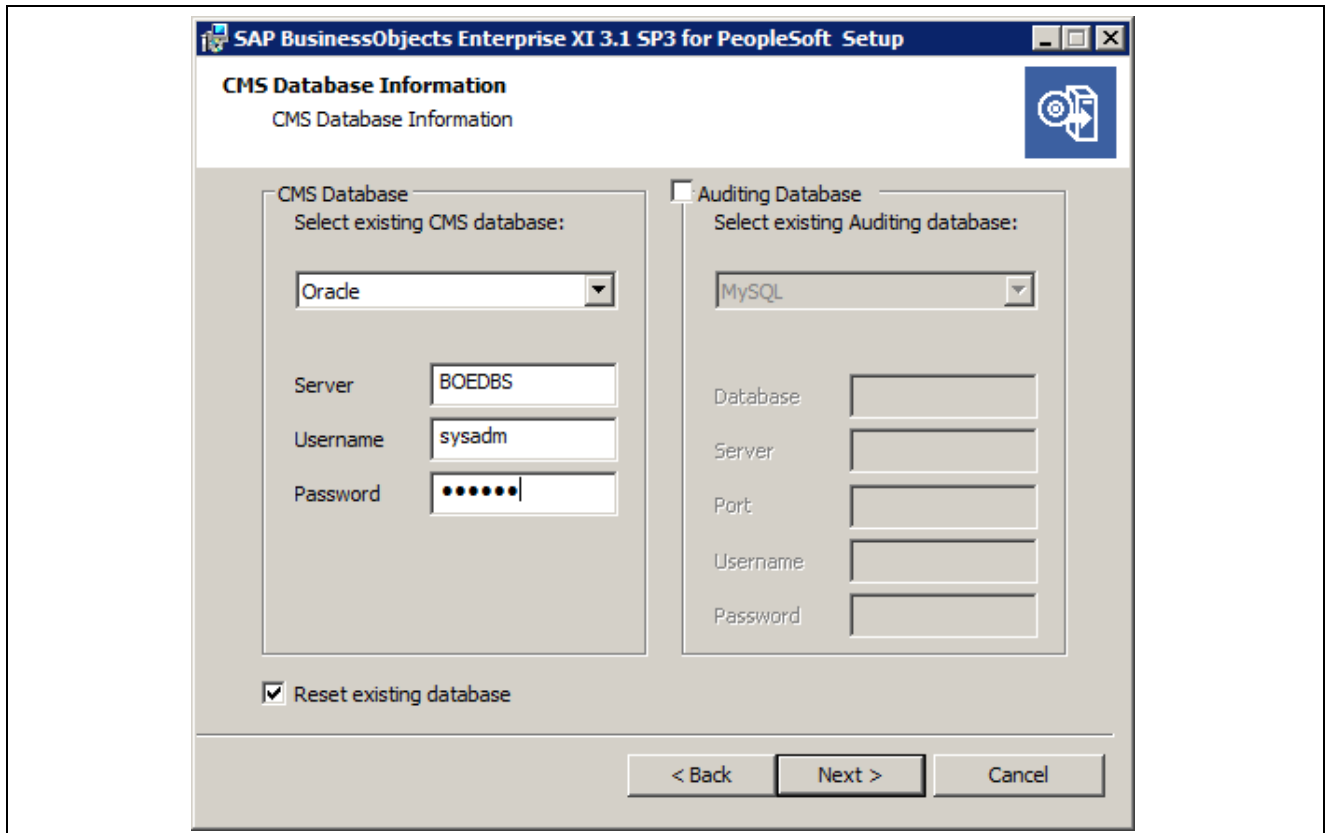 SAP BusinessObjects Enterprise XI 3.1 SP3 for PeopleSoft Setup
CMS Database Information
CMS Database Information
CMS Database
Select existing CMS database:
Oracle
Server BOEDBS
Username sysadm
Password ••••••
Auditing Database
Select existing Auditing database:
MySQL
Database
Server
Port
Username
Password
Reset existing database
< Back Next > Cancel